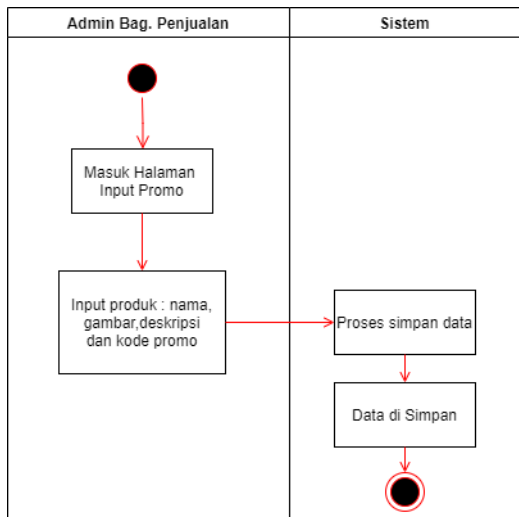 Admin Bag. Penjualan
Sistem
Masuk Halaman
Input Promo
Input produk : nama,
gambar,deskripsi
dan kode promo
Proses simpan data
Data di Simpan